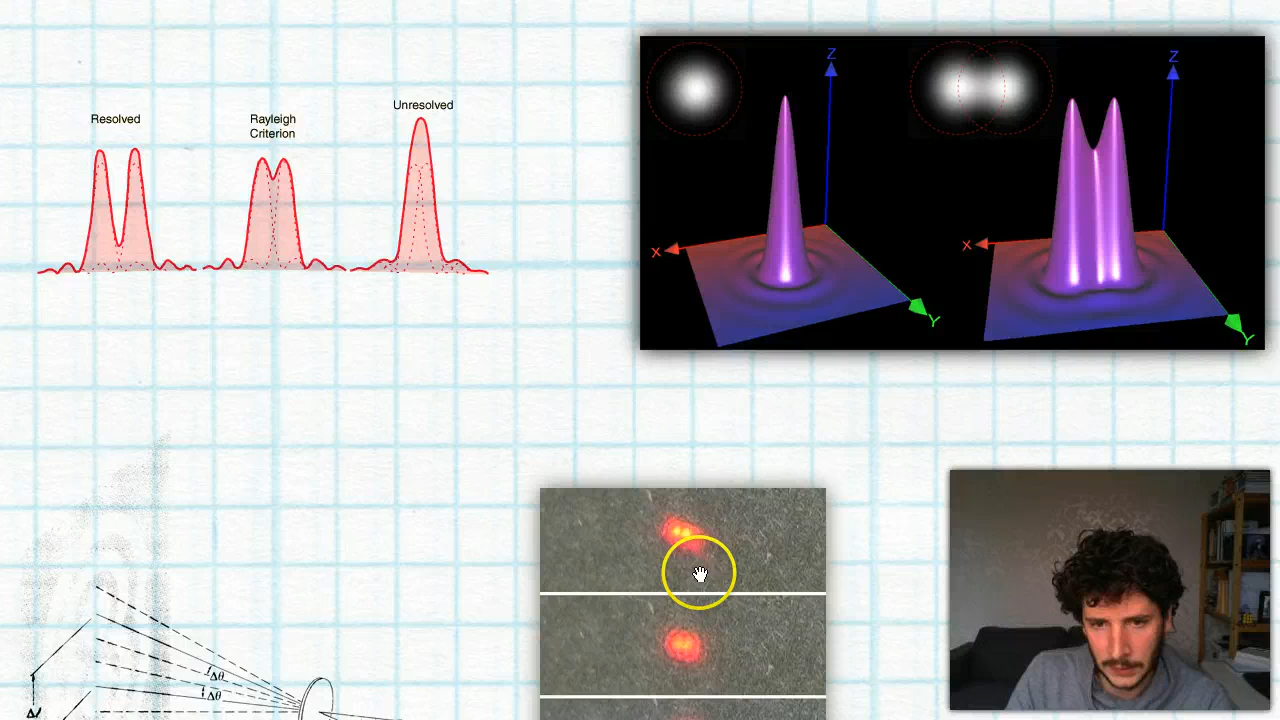 Resolved
Rayleigh
Criterion
Unresolved
Z
X
Y
Z
X
Y
Δθ
Δθ